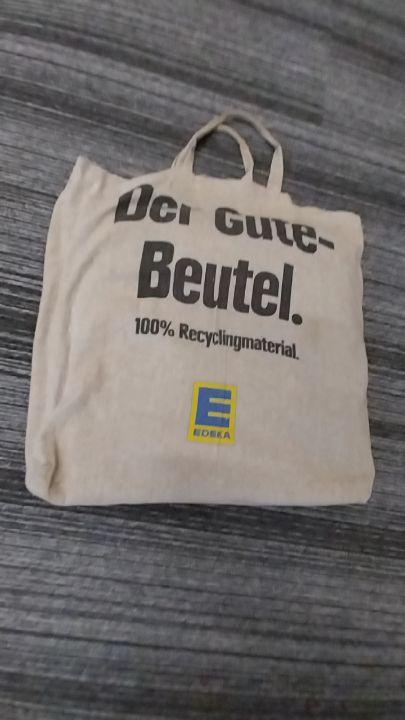 Der Gute-
Beutel.
100% Recyclingmaterial.
E
EDEKA